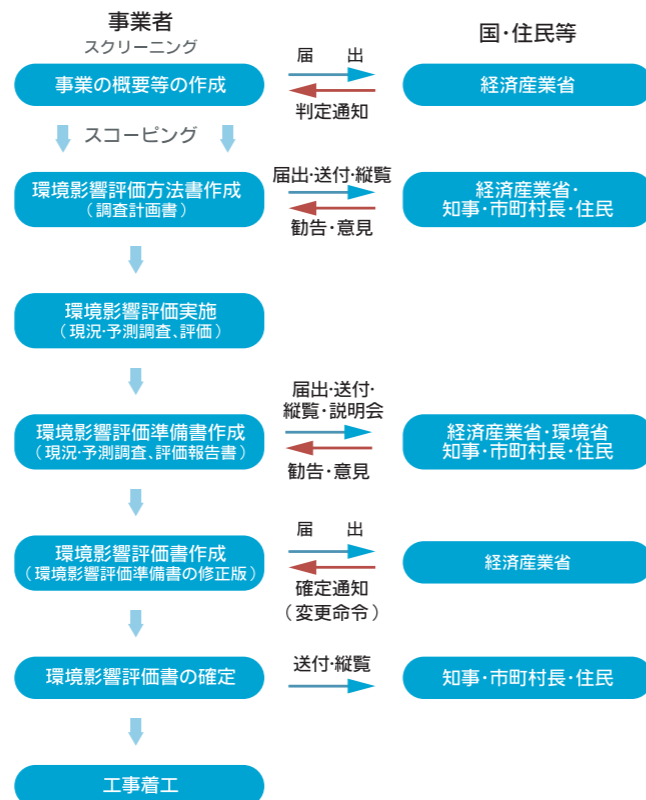 事業者
国・住民等
スクリーニング
届　出
事業の概要等の作成
経済産業省
判定通知
スコーピング
届出・送付・縦覧
環境影響評価方法書作成
（調査計画書）
経済産業省・
知事・市町村長・住民
勧告・意見
環境影響評価実施
（現況・予測調査、評価）
届出・送付・
縦覧・説明会
環境影響評価準備書作成
（現況・予測調査、評価報告書）
経済産業省・環境省
知事・市町村長・住民
勧告・意見
届　出
環境影響評価書作成
（環境影響評価準備書の修正版）
経済産業省
確定通知
（変更命令）
送付・縦覧
環境影響評価書の確定
知事・市町村長・住民
工事着工